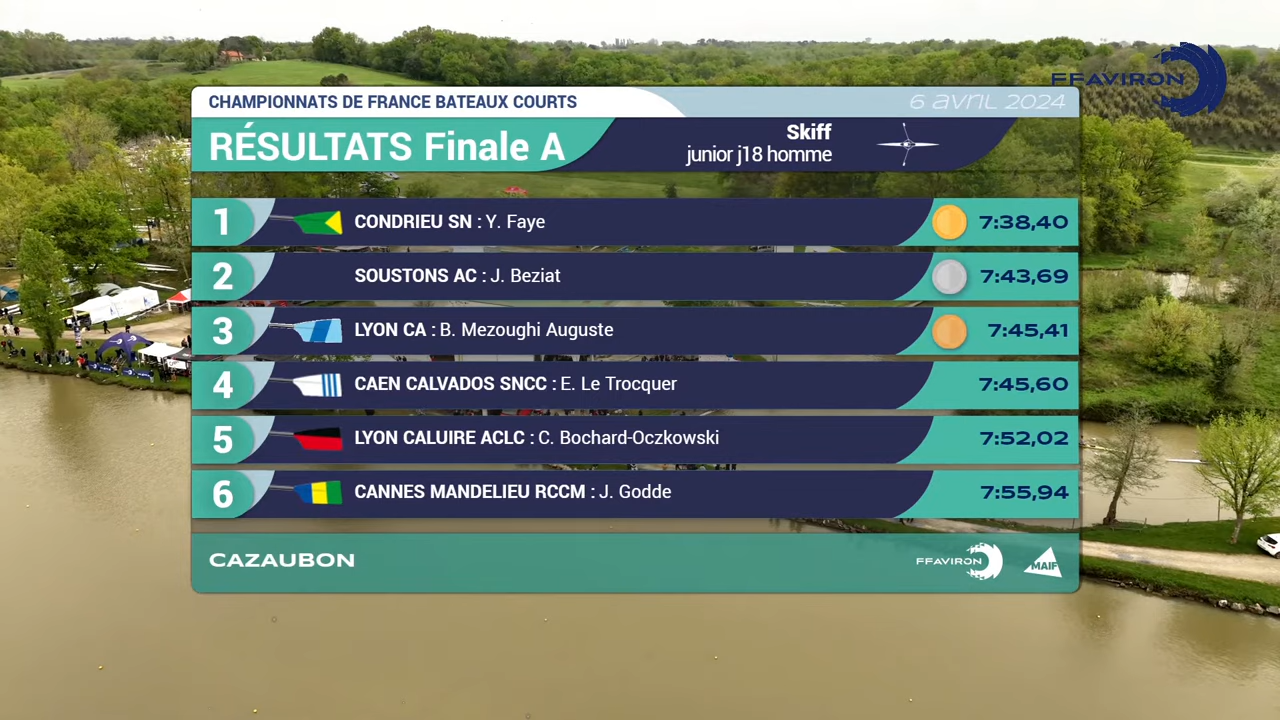 FFAVIRON
CHAMPIONNATS DE FRANCE BATEAUX COURTS
6 avril 2024
RÉSULTATS Finale A
Skiff
junior j18 homme
1 CONDRIEU SN : Y. Faye 7:38,40
2 SOUSTONS AC : J. Beziat 7:43,69
3 LYON CA : B. Mezoughi Auguste 7:45,41
4 CAEN CALVADOS SNCC : E. Le Trocquer 7:45,60
5 LYON CALUIRE ACLC : C. Bochard-Oczkowski 7:52,02
6 CANNES MANDELIEU RCCM : J. Godde 7:55,94
CAZAUBON
FFAVIRON
MAIF